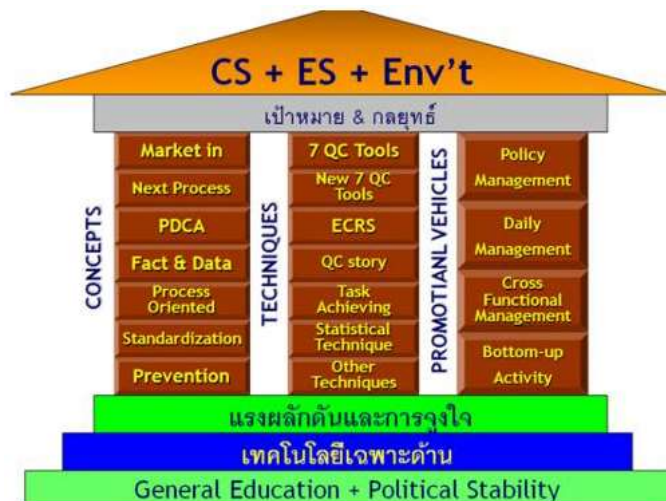 CS + ES + Env't
เป้าหมาย & กลยุทธ์
CONCEPTS
Market in
Next Process
PDCA
Fact & Data
Process
Oriented
Standardization
Prevention
TECHNIQUES
7 QC Tools
New 7 QC
Tools
ECRS
QC story
Task
Achieving
Statistical
Technique
Other
Techniques
PROMOTIANL VEHICLES
Policy
Management
Daily
Management
Cross
Functional
Management
Bottom-up
Activity
แรงผลักดันและการจูงใจ
เทคโนโลยีเฉพาะด้าน
General Education + Political Stability